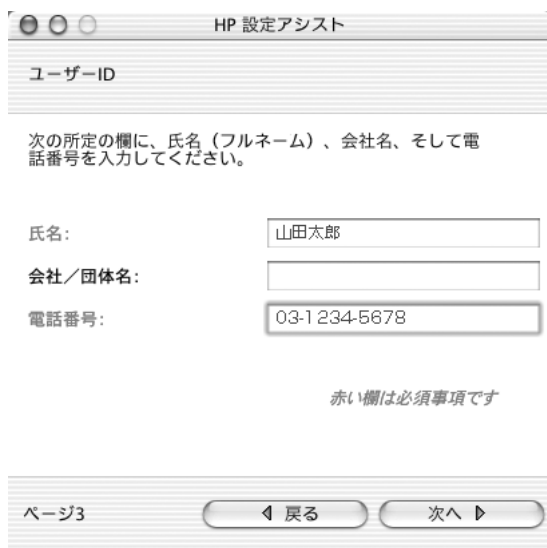 HP 設定アシスト
ユーザーID
次の所定の欄に、氏名（フルネーム）、会社名、そして電
話番号を入力してください。
氏名: 山田太郎
会社／団体名:
電話番号: 03-1234-5678
赤い欄は必須事項です
ページ3 戻る 次へ